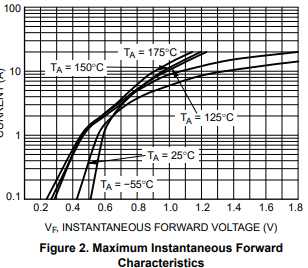 100
10
1
0.1
CURRENT (A)
TA = 175°C
TA = 150°C
TA = 125°C
TA = 25°C
TA = −55°C
0.2 0.4 0.6 0.8 1.0 1.2 1.4 1.6 1.8
VF, INSTANTANEOUS FORWARD VOLTAGE (V)
Figure 2. Maximum Instantaneous Forward
Characteristics